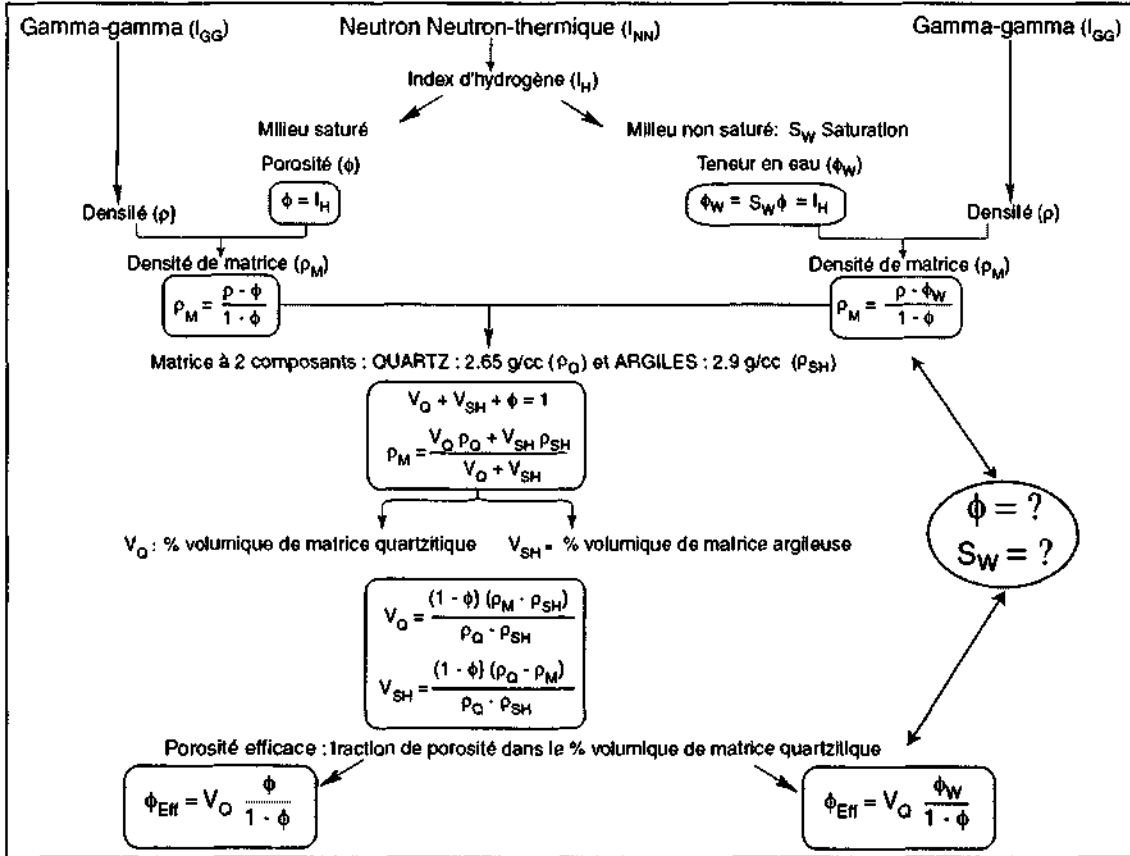 Gamma-gamma (I_GG)
Neutron Neutron-thermique (I_NN)
Gamma-gamma (I_GG)
Index d'hydrogène (I_H)
Milieu saturé
Milieu non saturé: S_W Saturation
Porosité (ϕ)
Teneur en eau (ϕ_W)
ϕ = I_H
ϕ_W = S_W ϕ = I_H
Densité (ρ)
Densité (ρ)
Densité de matrice (ρ_M)
Densité de matrice (ρ_M)
ρ_M = (ρ - ϕ) / (1 - ϕ)
ρ_M = (ρ - ϕ_W) / (1 - ϕ)
Matrice à 2 composants : QUARTZ : 2.65 g/cc (ρ_Q) et ARGILES : 2.9 g/cc (ρ_SH)
V_Q + V_SH + ϕ = 1
ρ_M = (V_Q ρ_Q + V_SH ρ_SH) / (V_Q + V_SH)
ϕ = ?
S_W = ?
V_Q : % volumique de matrice quartzitique V_SH = % volumique de matrice argileuse
V_Q = (1 - ϕ) (ρ_M - ρ_SH) / (ρ_Q - ρ_SH)
V_SH = (1 - ϕ) (ρ_Q - ρ_M) / (ρ_Q - ρ_SH)
Porosité efficace : fraction de porosité dans le % volumique de matrice quartzitique
ϕ_Eff = V_Q ϕ / (1 - ϕ)
ϕ_Eff = V_Q ϕ_W / (1 - ϕ)